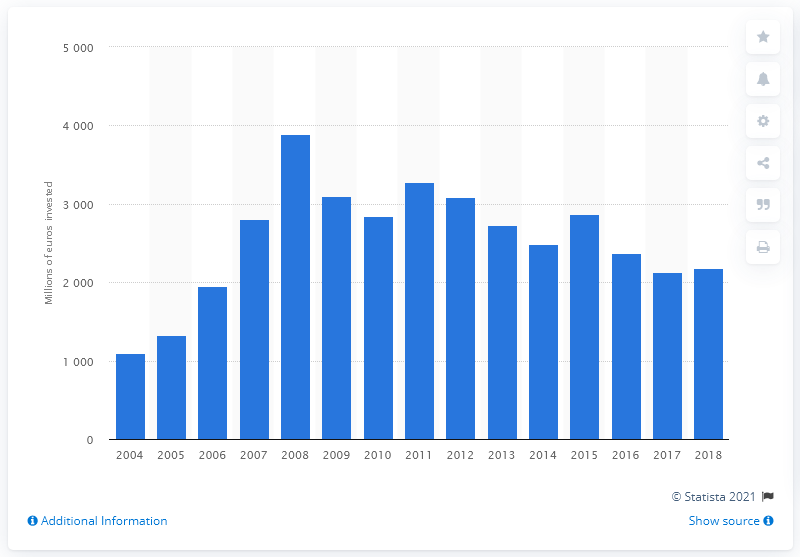 5 000
4 000
3 000
2 000
1 000
0
Millions of euros invested
2004 2005 2006 2007 2008 2009 2010 2011 2012 2013 2014 2015 2016 2017 2018
© Statista 2021
Additional Information
Show source